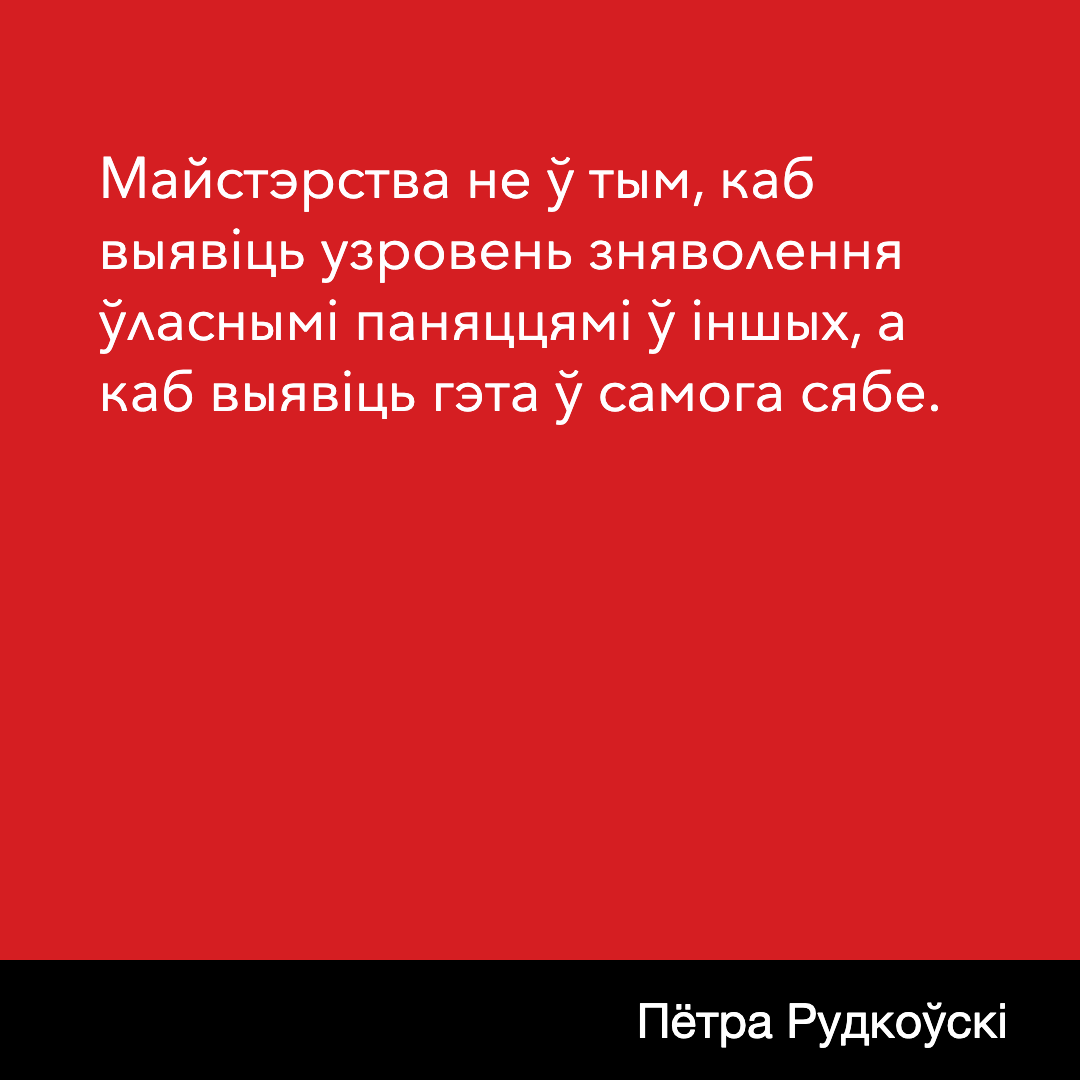 Майстэрства не ў тым, каб
выявіць узровень зняволення
ўласнымі паняццямі ў іншых, а
каб выявіць гэта ў самога сябе.
Пётра Рудкоўскі